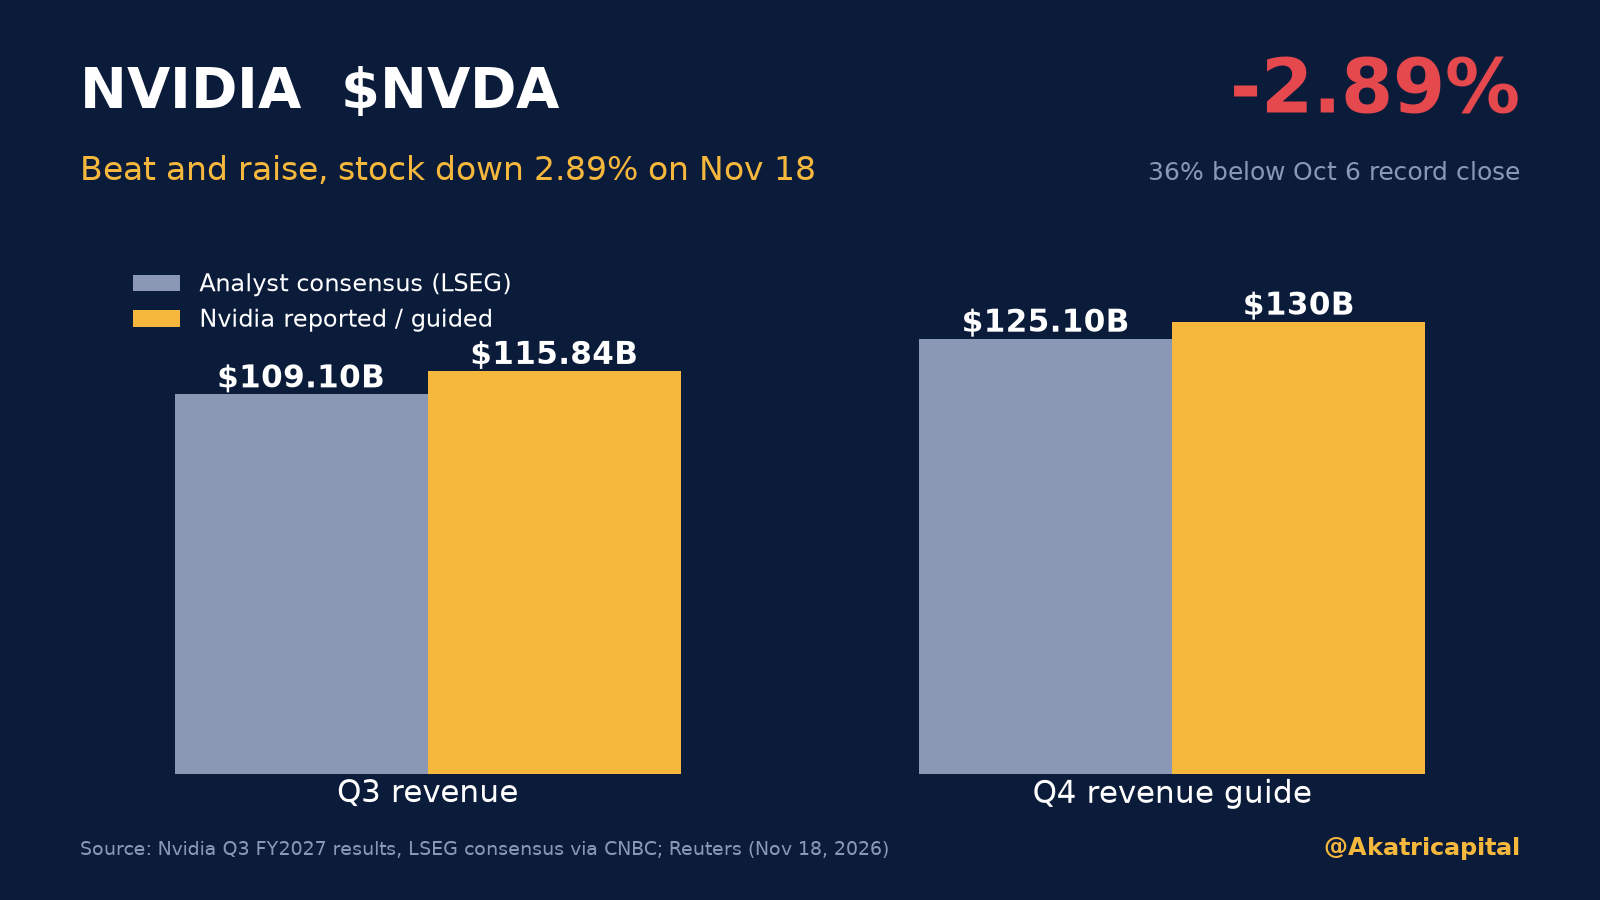 NVIDIA $NVDA
-2.89%
Beat and raise, stock down 2.89% on Nov 18
36% below Oct 6 record close
Analyst consensus (LSEG)
Nvidia reported / guided
$109.10B
$115.84B
$125.10B
$130B
Q3 revenue
Q4 revenue guide
Source: Nvidia Q3 FY2027 results, LSEG consensus via CNBC; Reuters (Nov 18, 2026)
@Akatricapital